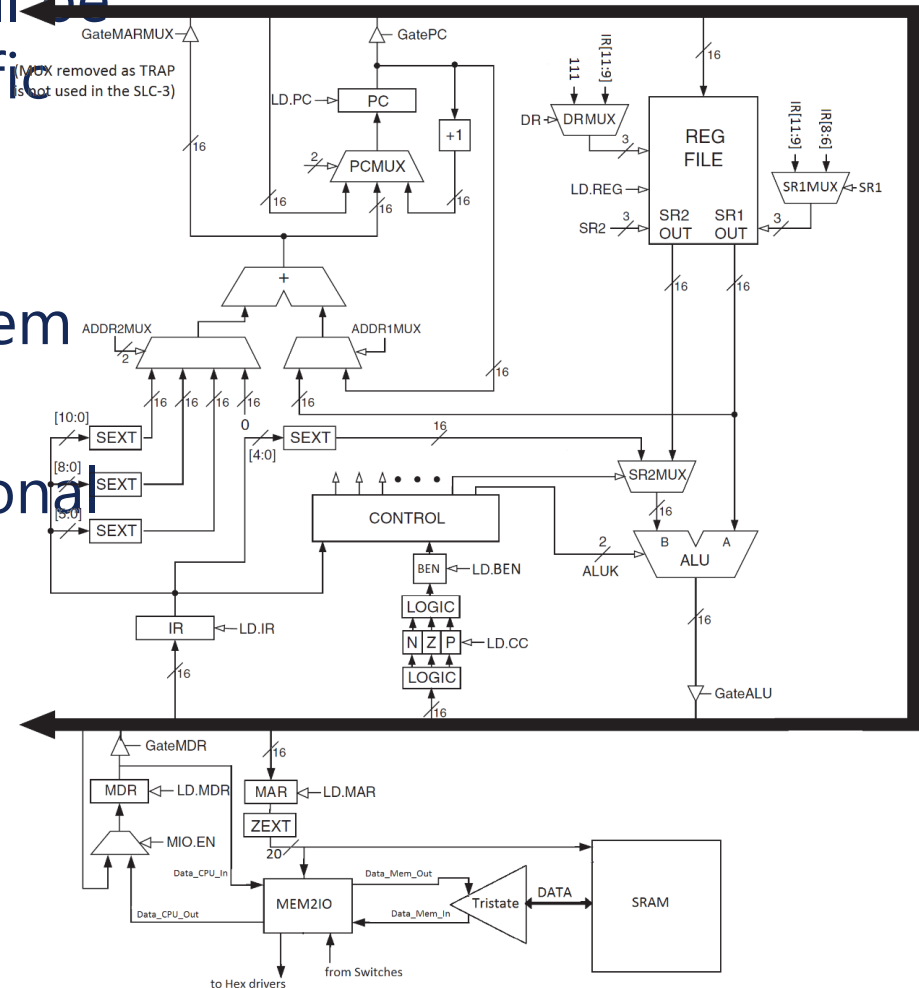 GateMARMUX
GatePC
(MUX removed as TRAP
is not used in the SLC-3)
fic
LD.PC
PC
+1
2
PCMUX
16
16
16
16
111
IR[11:9]
DR
DRMUX
3
16
REG
FILE
LD.REG
SR2
3
SR2
OUT
SR1
OUT
IR[11:9]
IR[8:6]
SR1MUX
SR1
3
16
16
+
em
ADDR2MUX
2
ADDR1MUX
16
16
16
16
16
16
0
[10:0]
SEXT
[4:0]
SEXT
16
[8:0]
SEXT
onal
[5:0]
SEXT
SR2MUX
16
CONTROL
B
A
ALU
2
ALUK
BEN
LD.BEN
LOGIC
IR
LD.IR
N Z P
LD.CC
LOGIC
16
16
16
GateALU
GateMDR
16
MDR
LD.MDR
MAR
LD.MAR
ZEXT
20
MIO.EN
Data_CPU_In
Data_Mem_Out
MEM2IO
Tristate
DATA
SRAM
Data_CPU_Out
Data_Mem_In
to Hex drivers
from Switches